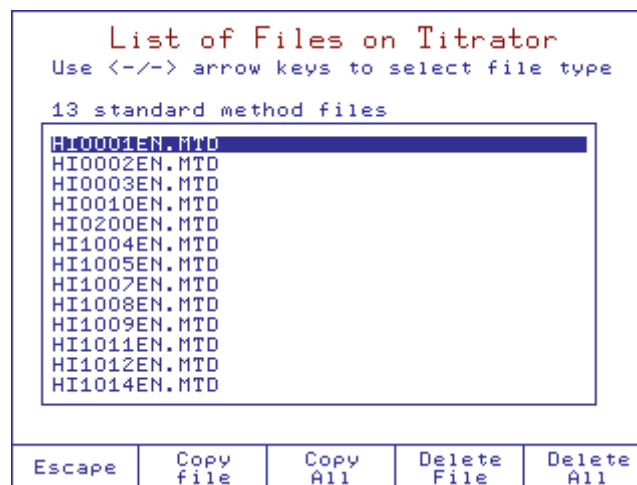 List of Files on Titrator
Use <-/-> arrow keys to select file type
13 standard method files
HI0001EN.MTD
HI0002EN.MTD
HI0003EN.MTD
HI0010EN.MTD
HI0200EN.MTD
HI1004EN.MTD
HI1005EN.MTD
HI1007EN.MTD
HI1008EN.MTD
HI1009EN.MTD
HI1011EN.MTD
HI1012EN.MTD
HI1014EN.MTD
Escape
Copy
file
Copy
All
Delete
File
Delete
All